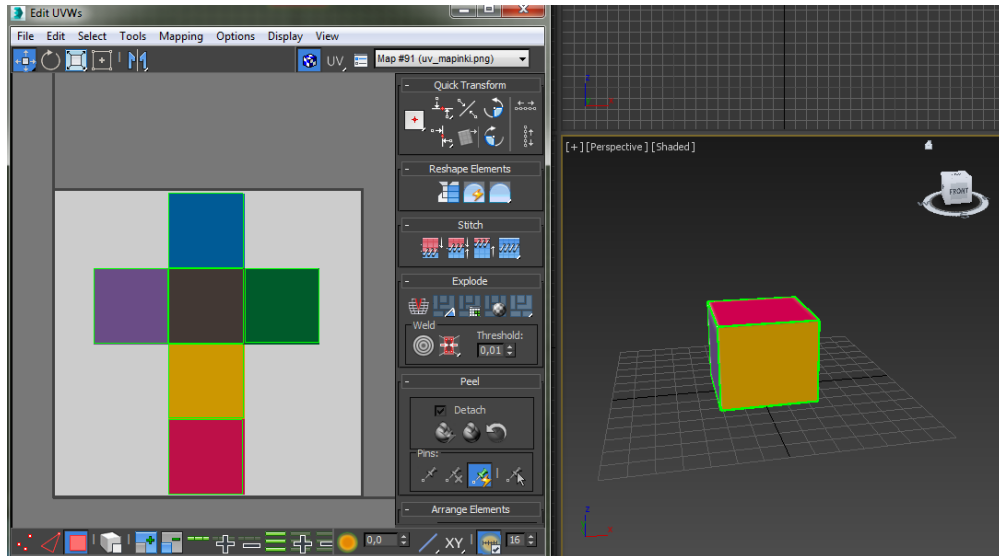 Edit UVWs
File Edit Select Tools Mapping Options Display View
UV Map #91 (uv_mapinki.png)
- Quick Transform
- Reshape Elements
- Stitch
- Explode
Weld
Threshold:
0,01
- Peel
Detach
Pins:
- Arrange Elements
0,0 XY 16
[+] [Perspective] [Shaded]
FRONT
z
x
z
x